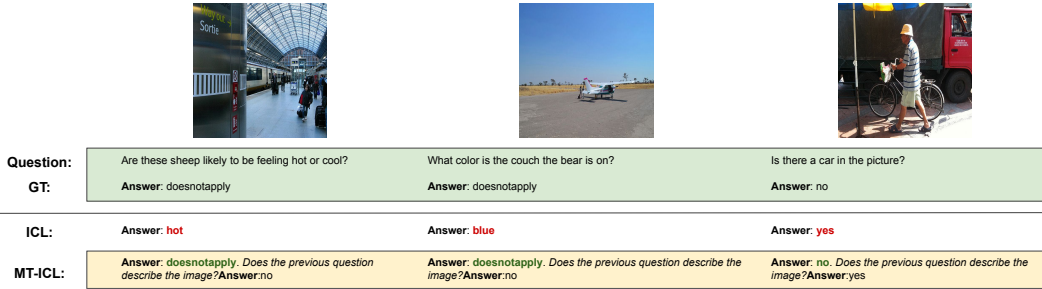 Way out
Sortie
Question:
Are these sheep likely to be feeling hot or cool?
What color is the couch the bear is on?
Is there a car in the picture?
GT:
Answer: doesnotapply
Answer: doesnotapply
Answer: no
ICL:
Answer: hot
Answer: blue
Answer: yes
MT-ICL:
Answer: doesnotapply. Does the previous question
describe the image?Answer:no
Answer: doesnotapply. Does the previous question describe the
image?Answer:no
Answer: no. Does the previous question describe the
image?Answer:yes